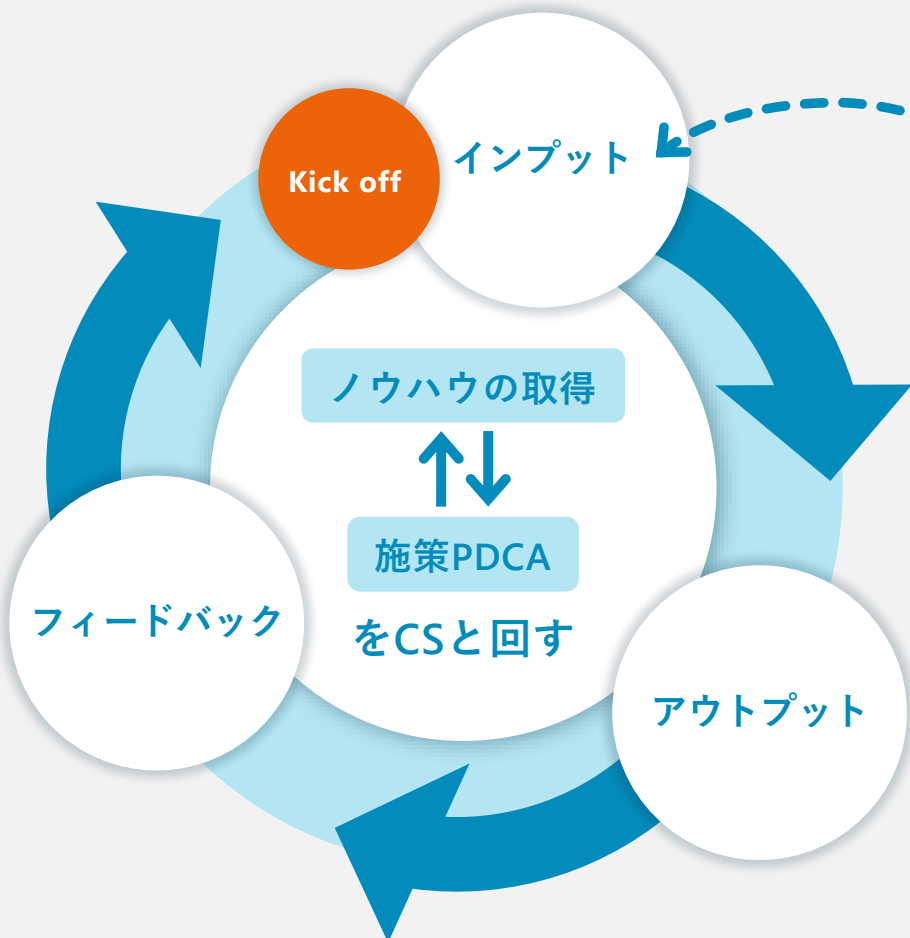 Kick off
インプット
ノウハウの取得
施策PDCA
をCSと回す
フィードバック
アウトプット